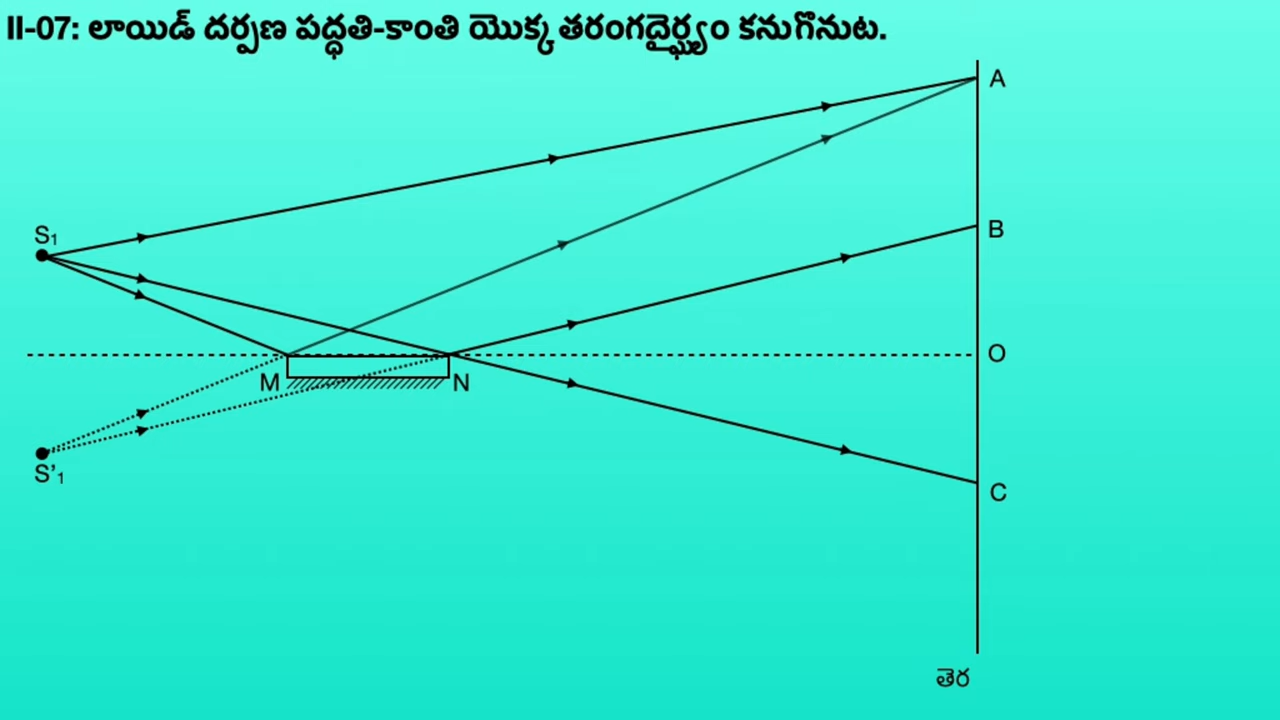 II-07: లాయిడ్ దర్పణ పద్ధతి-కాంతి యొక్క తరంగదైర్ఘ్యం కనుగొనుట.
A
S₁
B
O
M
N
S'₁
C
తెర